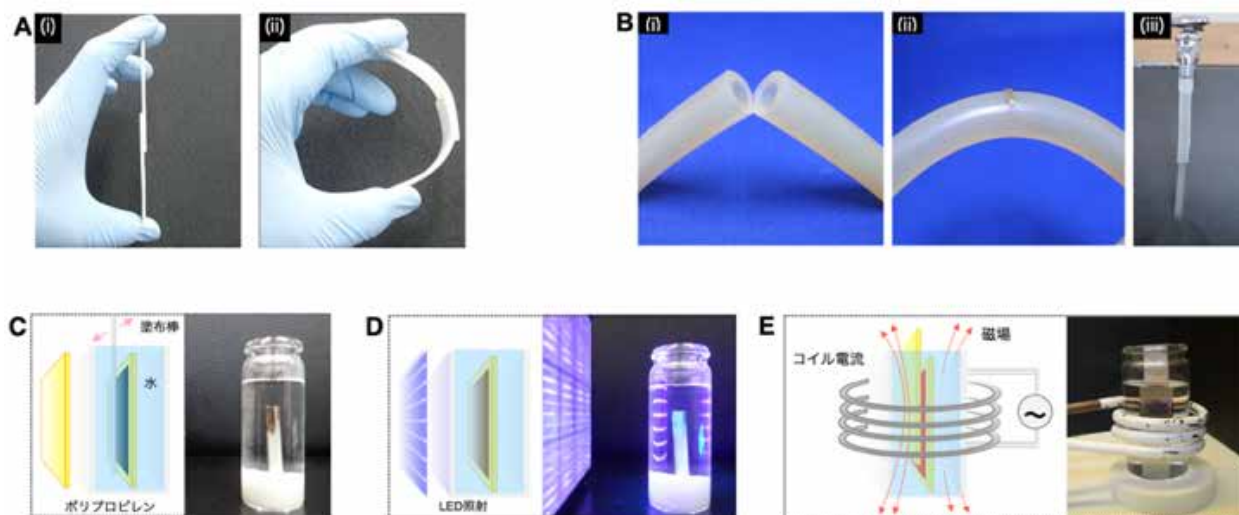 A (i) (ii)
B (i) (ii) (iii)
C 塗布棒
水
ポリプロピレン
D
LED照射
E 磁場
コイル電流
~